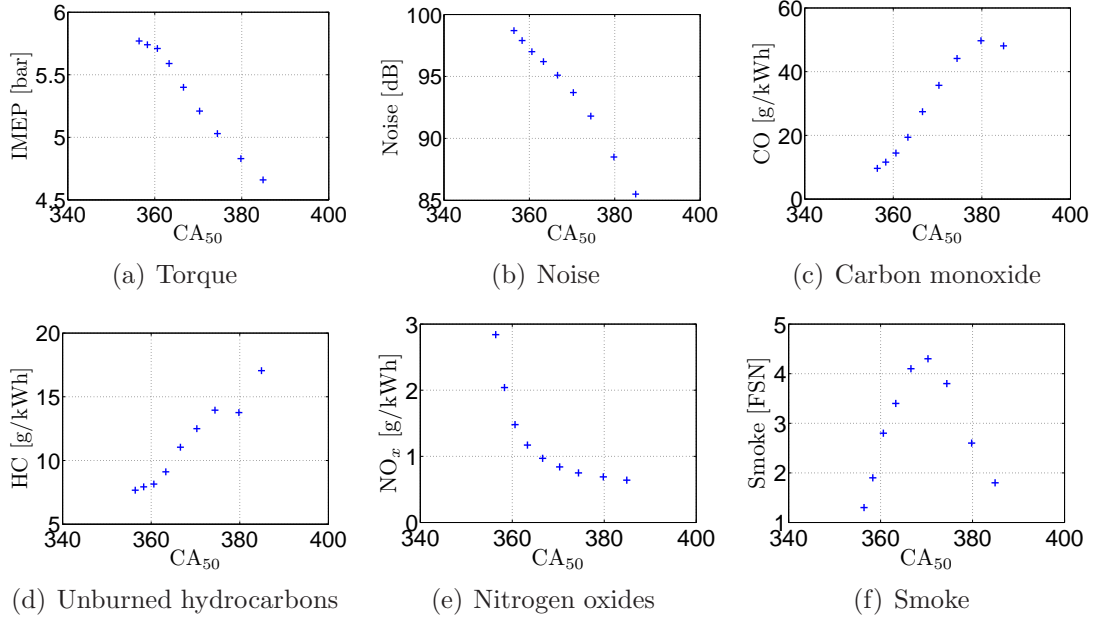 6
5.5
5
4.5
340 360 380 400
IMEP [bar]
CA50
(a) Torque
100
95
90
85
340 360 380 400
Noise [dB]
CA50
(b) Noise
60
40
20
0
340 360 380 400
CO [g/kWh]
CA50
(c) Carbon monoxide
20
15
10
5
340 360 380 400
HC [g/kWh]
CA50
(d) Unburned hydrocarbons
3
2
1
0
340 360 380 400
NOx [g/kWh]
CA50
(e) Nitrogen oxides
5
4
3
2
1
340 360 380 400
Smoke [FSN]
CA50
(f) Smoke